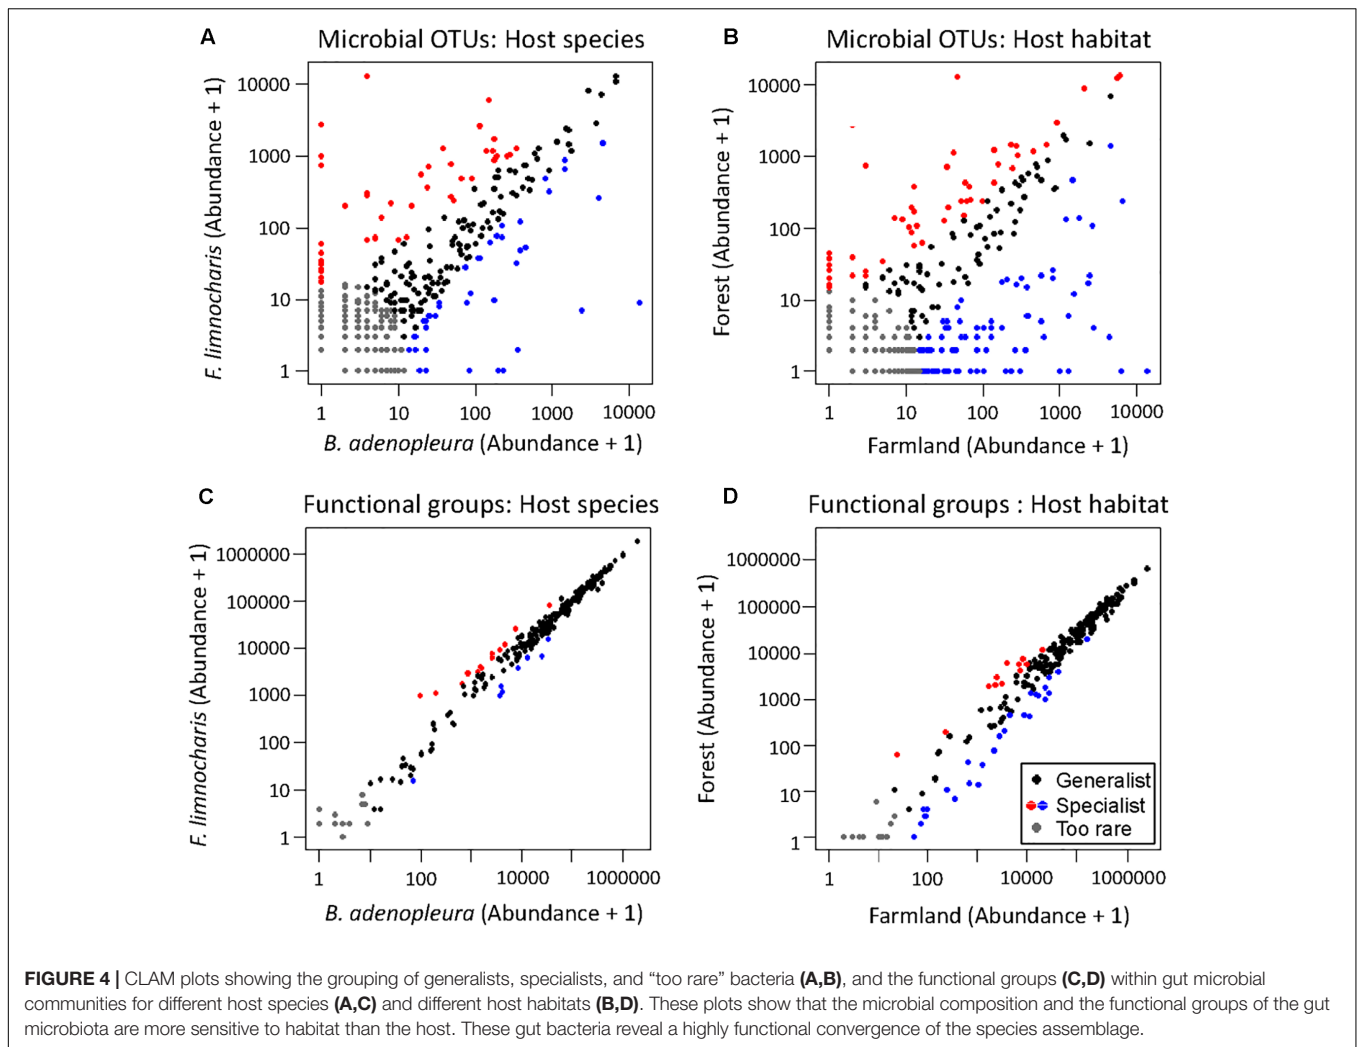 A
Microbial OTUs: Host species
10000
1000
100
10
1
F. limnocharis (Abundance + 1)
1
10
100
1000
10000
B. adenopleura (Abundance + 1)
B
Microbial OTUs: Host habitat
10000
1000
100
10
1
Forest (Abundance + 1)
1
10
100
1000
10000
Farmland (Abundance + 1)
C
Functional groups: Host species
1000000
100000
10000
1000
100
10
1
F. limnocharis (Abundance + 1)
1
100
10000
1000000
B. adenopleura (Abundance + 1)
D
Functional groups : Host habitat
1000000
100000
10000
1000
100
10
1
Forest (Abundance + 1)
Generalist
Specialist
Too rare
1
100
10000
1000000
Farmland (Abundance + 1)
FIGURE 4 | CLAM plots showing the grouping of generalists, specialists, and “too rare” bacteria (A,B), and the functional groups (C,D) within gut microbial
communities for different host species (A,C) and different host habitats (B,D). These plots show that the microbial composition and the functional groups of the gut
microbiota are more sensitive to habitat than the host. These gut bacteria reveal a highly functional convergence of the species assemblage.